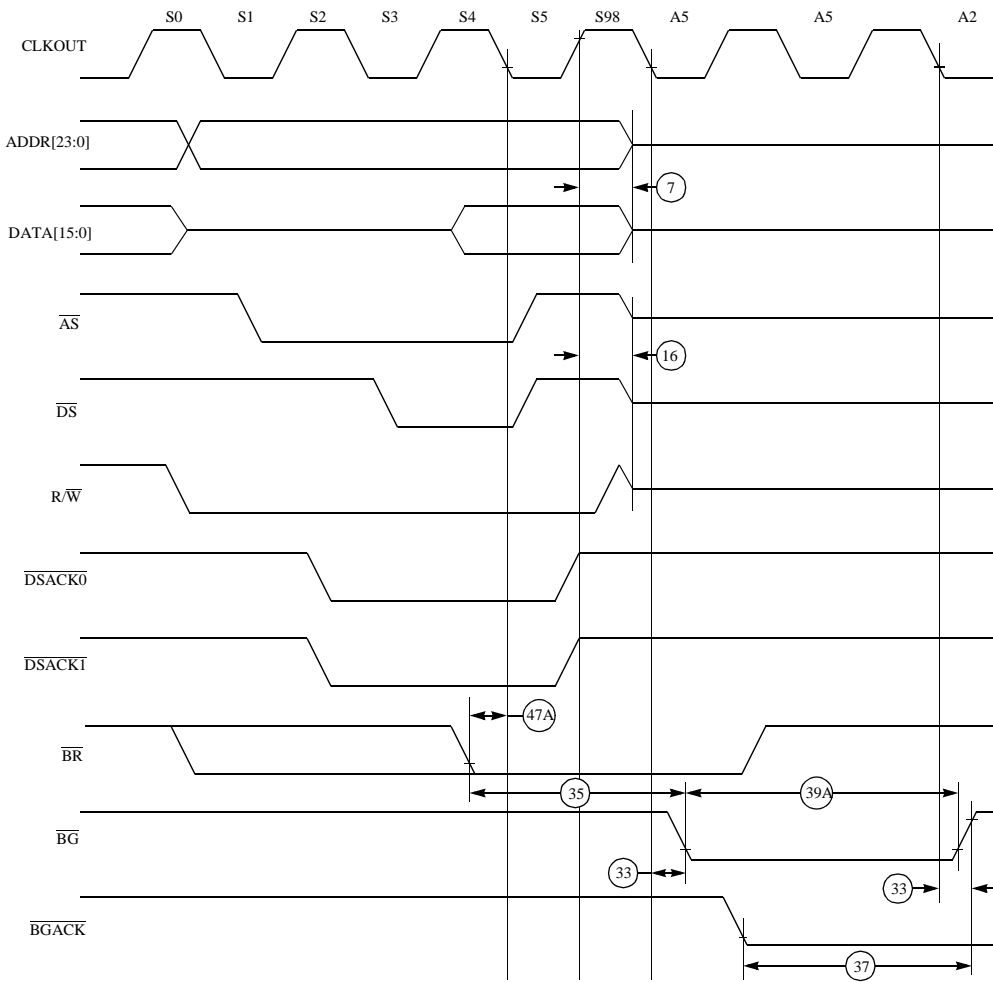 S0 S1 S2 S3 S4 S5 S98 A5 A5 A2
CLKOUT
ADDR[23:0]
7
DATA[15:0]
AS
16
DS
R/W
DSACK0
DSACK1
47A
BR
35 39A
BG
33
33
BGACK
37